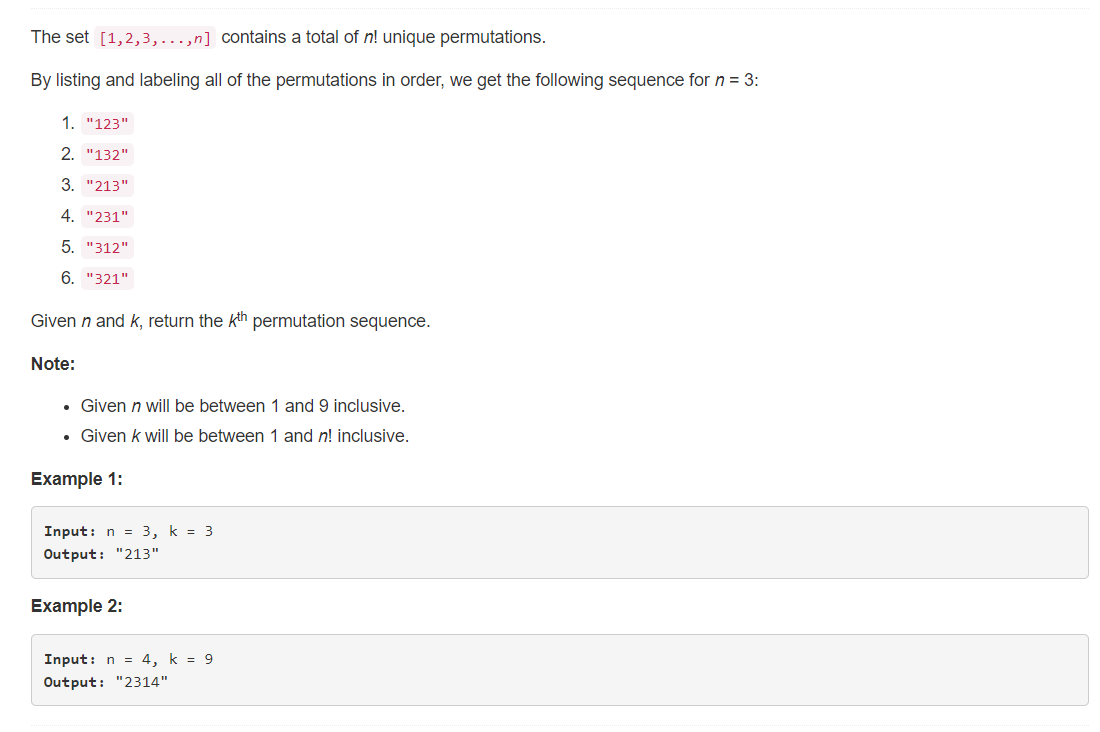 The set [1,2,3,...,n] contains a total of n! unique permutations.
By listing and labeling all of the permutations in order, we get the following sequence for n = 3:
1. "123"
2. "132"
3. "213"
4. "231"
5. "312"
6. "321"
Given n and k, return the kth permutation sequence.
Note:
• Given n will be between 1 and 9 inclusive.
• Given k will be between 1 and n! inclusive.
Example 1:
Input: n = 3, k = 3
Output: "213"
Example 2:
Input: n = 4, k = 9
Output: "2314"